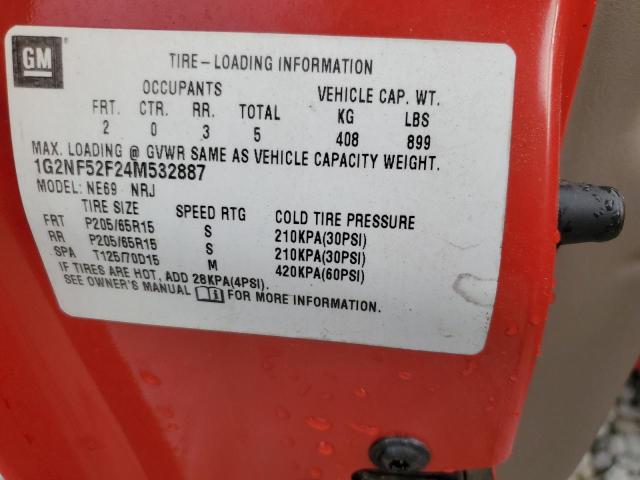 GM
TIRE-LOADING INFORMATION
OCCUPANTS VEHICLE CAP. WT.
FRT. CTR. RR. TOTAL KG LBS
2 0 3 5 408 899
MAX. LOADING @ GVWR SAME AS VEHICLE CAPACITY WEIGHT.
1G2NF52F24M532887
MODEL: NE69 NRJ
TIRE SIZE SPEED RTG COLD TIRE PRESSURE
FRT P205/65R15 S 210KPA(30PSI)
RR P205/65R15 S 210KPA(30PSI)
SPA T125/70D15 M 420KPA(60PSI)
IF TIRES ARE HOT, ADD 28KPA(4PSI).
SEE OWNER'S MANUAL FOR MORE INFORMATION.